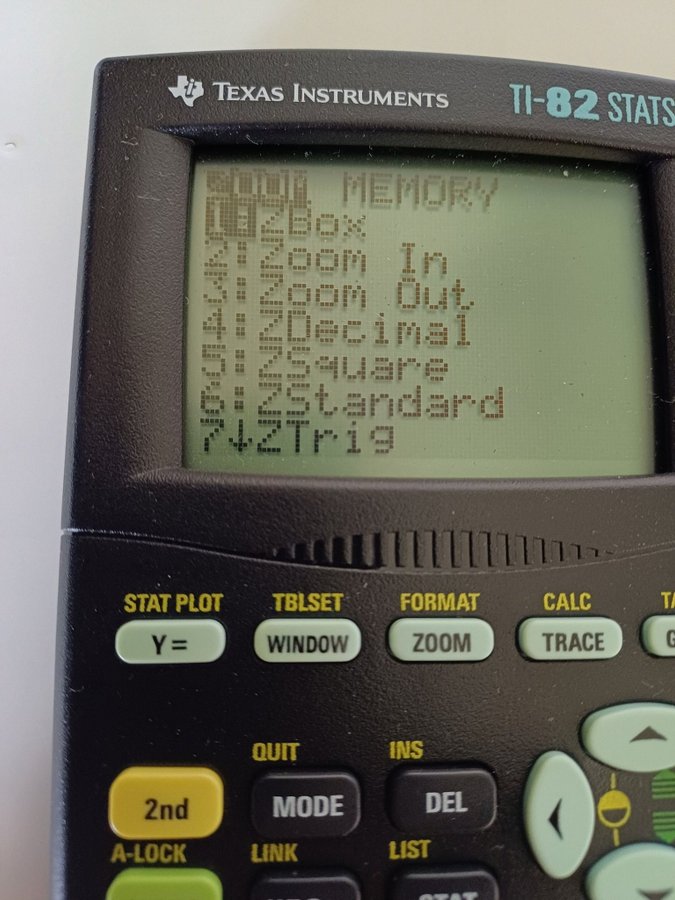 TEXAS INSTRUMENTS
TI-82 STATS
ZOOM MEMORY
1:ZBox
2:Zoom In
3:Zoom Out
4:ZDecimal
5:ZSquare
6:ZStandard
7↓ZTrig
STAT PLOT TBLSET FORMAT CALC
Y= WINDOW ZOOM TRACE
QUIT INS
2nd MODE DEL
A-LOCK LINK LIST
STAT